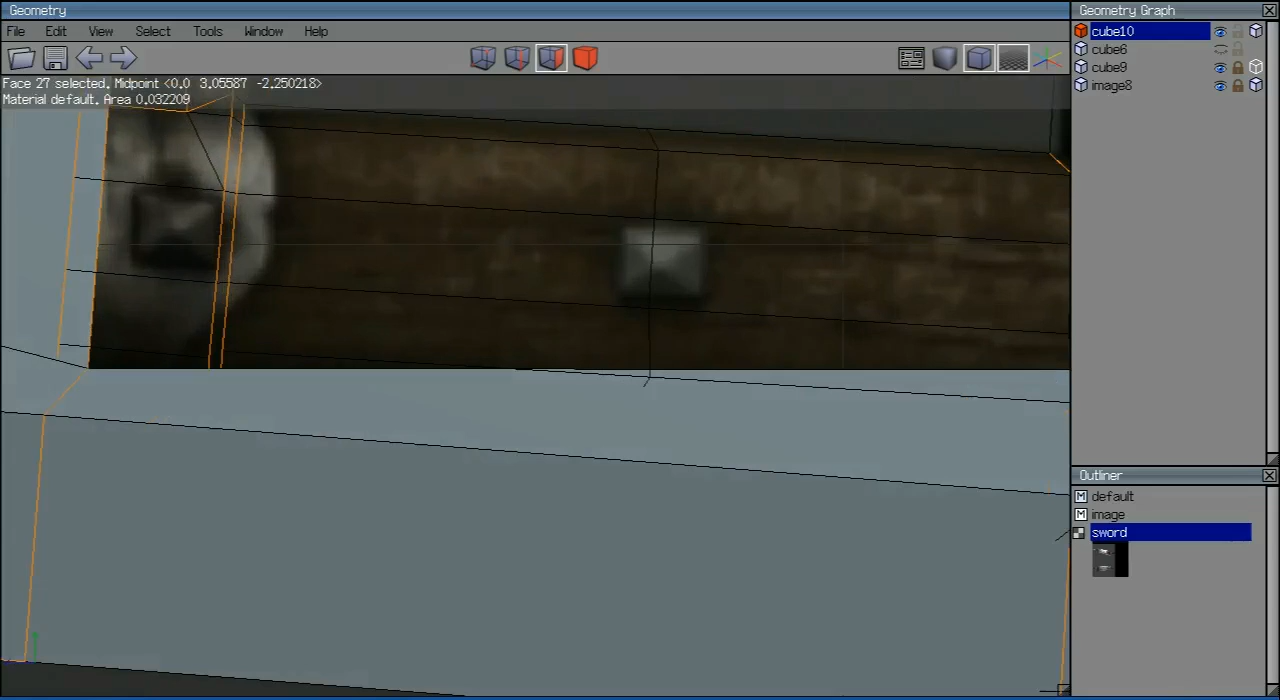 Geometry
File Edit View Select Tools Window Help
Face 27 selected. Midpoint <0.0 3.05587 -2.250218>
Material default. Area 0.032209
Geometry Graph
cube10
cube6
cube9
image8
Outliner
M default
M image
sword